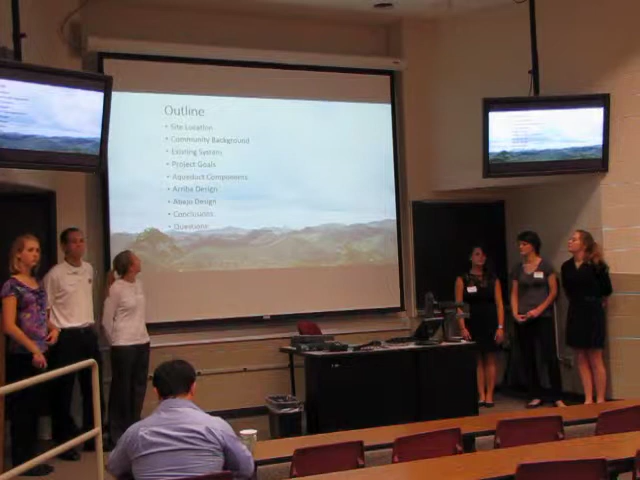 Outline
• Site Location
• Community Background
• Existing System
• Project Goals
• Aqueduct Components
• Arriba Design
• Abajo Design
• Conclusions
• Questions